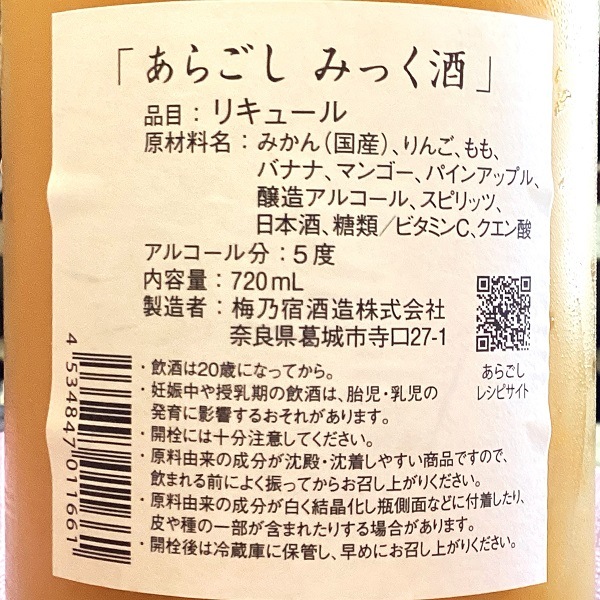 「あらごし みっく酒」
品目：リキュール
原材料名：みかん（国産）、りんご、もも、
バナナ、マンゴー、パインアップル、
醸造アルコール、スピリッツ、
日本酒、糖類／ビタミンC、クエン酸
アルコール分：5度
内容量：720mL
製造者：梅乃宿酒造株式会社
奈良県葛城市寺口27-1
あらごし
レシピサイト
4 534847 011661
・飲酒は20歳になってから。
・妊娠中や授乳期の飲酒は、胎児・乳児の
発育に影響するおそれがあります。
・開栓には十分注意してください。
・原料由来の成分が沈殿・沈着しやすい商品ですので、
飲まれる前によく振ってからお召し上がりください。
・原料由来の成分が白く結晶化し瓶側面などに付着したり、
皮や種の一部が含まれたりする場合があります。
・開栓後は冷蔵庫に保管し、早めにお召し上がりください。